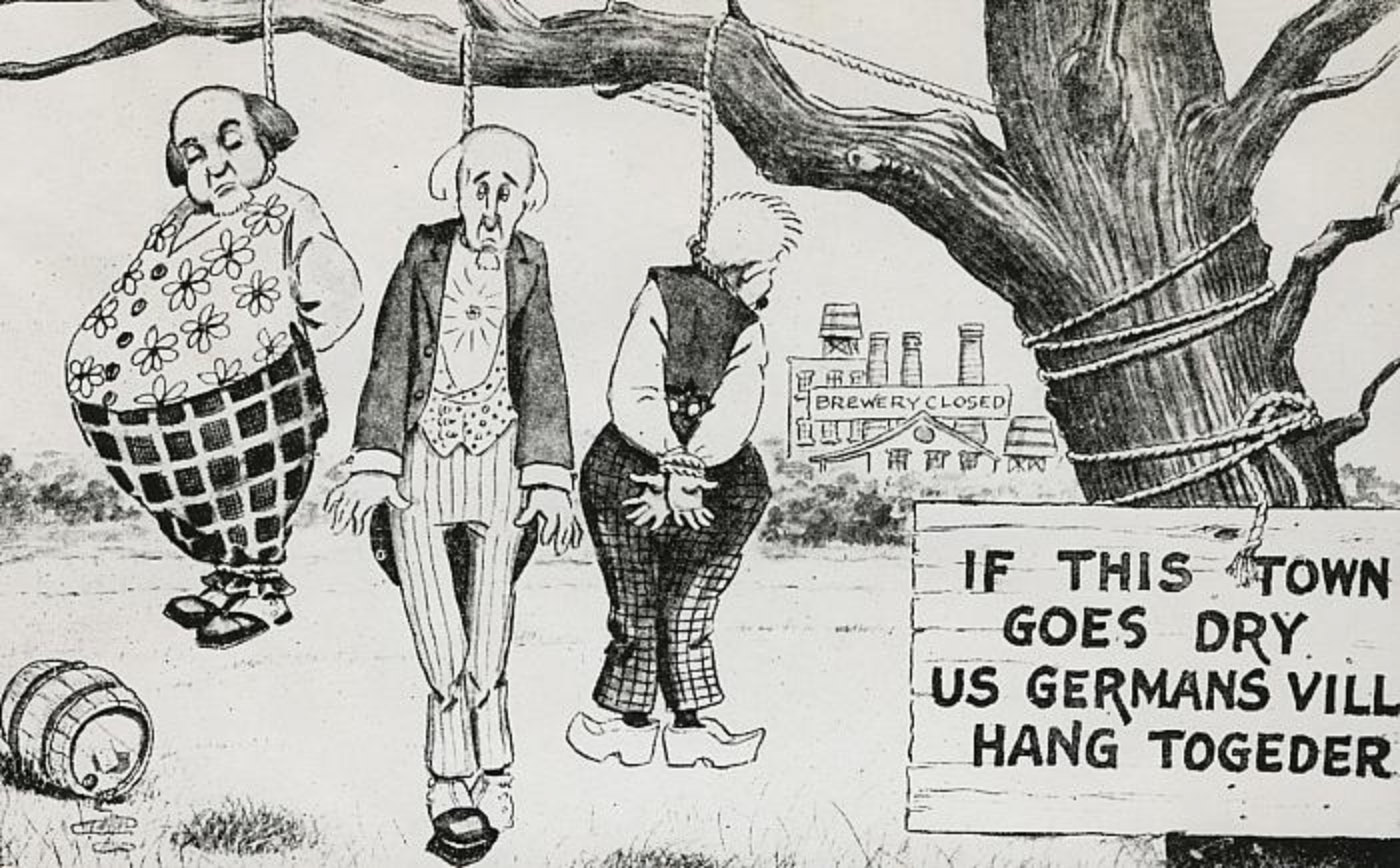 BREWERY CLOSED
IF THIS TOWN
GOES DRY
US GERMANS VILL
HANG TOGEDER